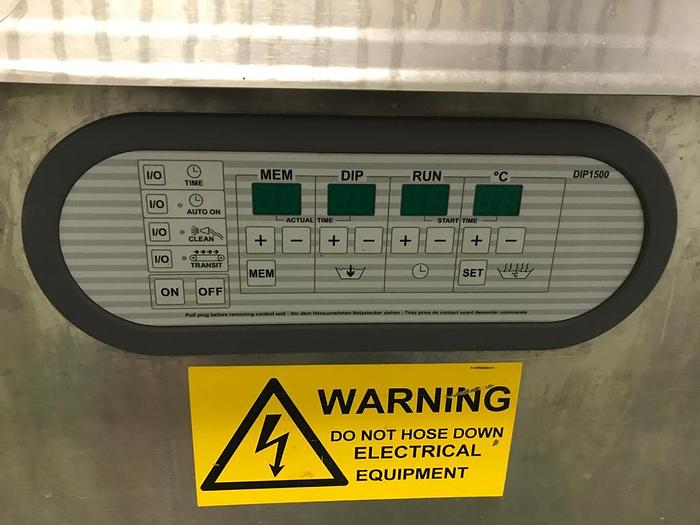 MEM DIP RUN °C DIP1500
I/O TIME
I/O AUTO ON
I/O CLEAN
I/O TRANSIT
ACTUAL TIME START TIME
+ - + - + - + -
MEM SET °C
ON OFF
Pull plug before removing control unit - Vor dem Herausnehmen Netzstecker ziehen - Tirez prise de contact avant demonter commande
WARNING
DO NOT HOSE DOWN
ELECTRICAL
EQUIPMENT